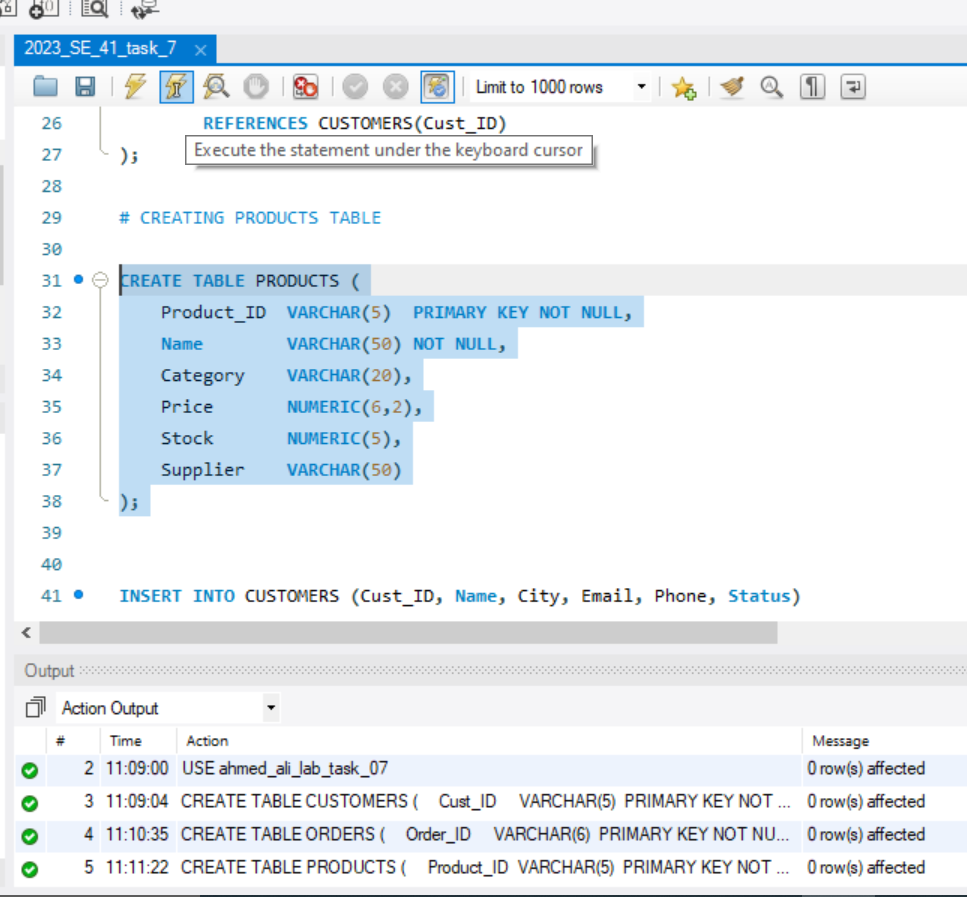 2023_SE_41_task_7 ×
Limit to 1000 rows
26 REFERENCES CUSTOMERS(Cust_ID)
Execute the statement under the keyboard cursor
27 );
28
29 # CREATING PRODUCTS TABLE
30
31 CREATE TABLE PRODUCTS (
32 Product_ID VARCHAR(5) PRIMARY KEY NOT NULL,
33 Name VARCHAR(50) NOT NULL,
34 Category VARCHAR(20),
35 Price NUMERIC(6,2),
36 Stock NUMERIC(5),
37 Supplier VARCHAR(50)
38 );
39
40
41 INSERT INTO CUSTOMERS (Cust_ID, Name, City, Email, Phone, Status)
Output
Action Output
# Time Action Message
2 11:09:00 USE ahmed_ali_lab_task_07 0 row(s) affected
3 11:09:04 CREATE TABLE CUSTOMERS ( Cust_ID VARCHAR(5) PRIMARY KEY NOT ... 0 row(s) affected
4 11:10:35 CREATE TABLE ORDERS ( Order_ID VARCHAR(6) PRIMARY KEY NOT NU... 0 row(s) affected
5 11:11:22 CREATE TABLE PRODUCTS ( Product_ID VARCHAR(5) PRIMARY KEY NOT ... 0 row(s) affected